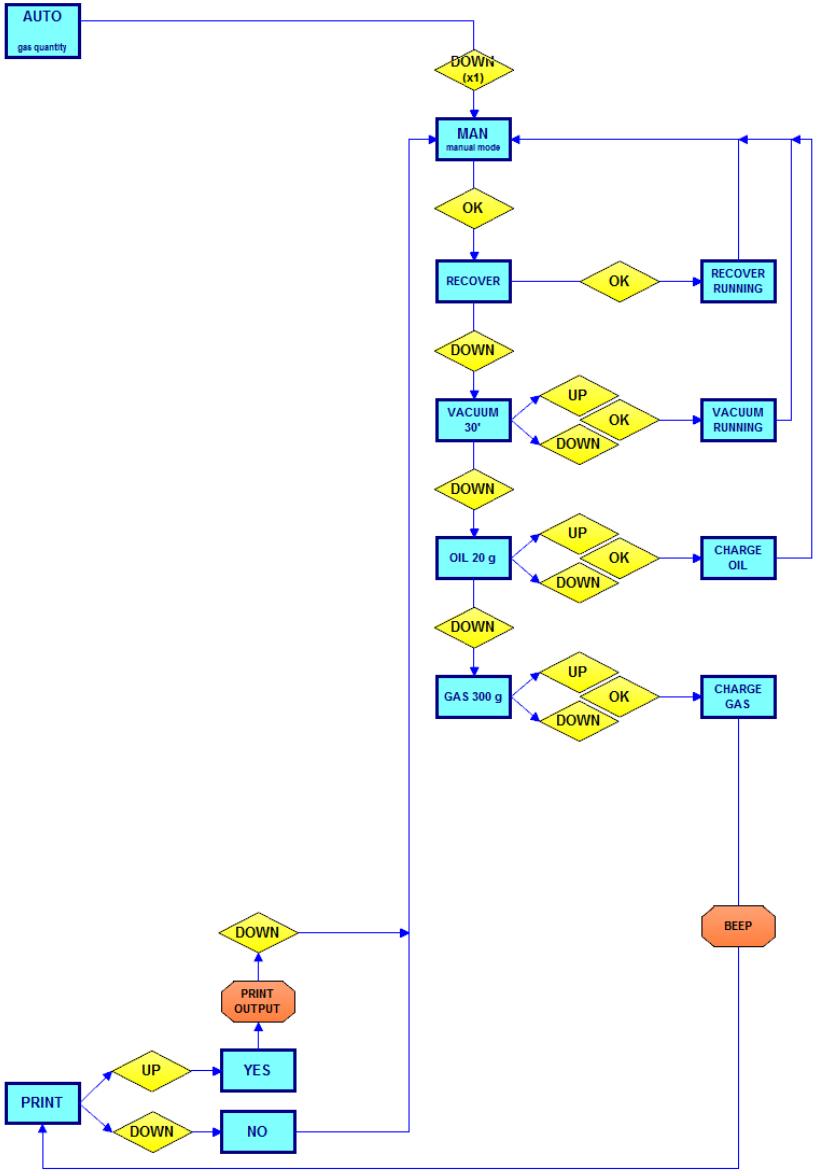 AUTO
gas quantity
DOWN
(x1)
MAN
manual mode
OK
RECOVER
OK
RECOVER
RUNNING
DOWN
VACUUM
30'
UP
OK
DOWN
VACUUM
RUNNING
DOWN
OIL 20 g
UP
OK
DOWN
CHARGE
OIL
DOWN
GAS 300 g
UP
OK
DOWN
CHARGE
GAS
BEEP
DOWN
PRINT
OUTPUT
UP
YES
PRINT
DOWN
NO